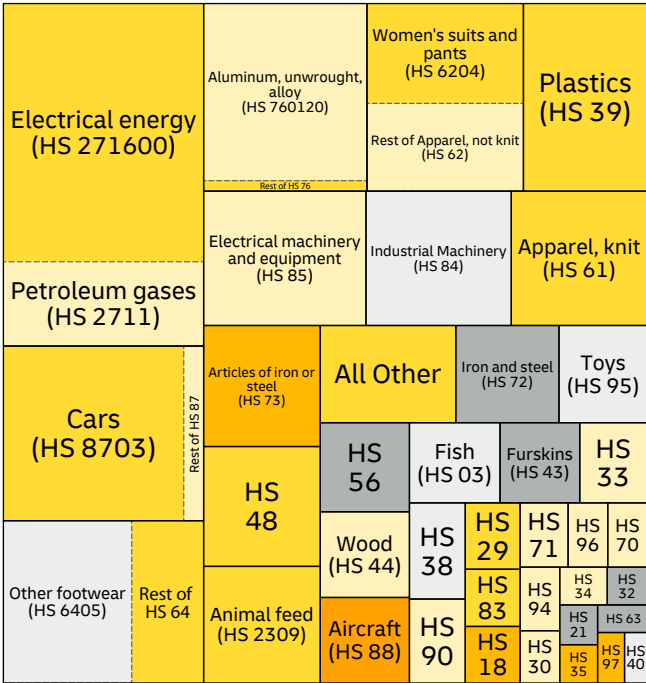 Electrical energy
(HS 271600)
Petroleum gases
(HS 2711)
Cars
(HS 8703)
Rest of HS 87
Other footwear
(HS 6405)
Rest of
HS 64
Aluminum, unwrought,
alloy
(HS 760120)
Rest of HS 76
Women's suits and
pants
(HS 6204)
Rest of Apparel, not knit
(HS 62)
Plastics
(HS 39)
Electrical machinery
and equipment
(HS 85)
Industrial Machinery
(HS 84)
Apparel, knit
(HS 61)
Articles of iron or
steel
(HS 73)
HS
48
Animal feed
(HS 2309)
All Other
Iron and steel
(HS 72)
Toys
(HS 95)
HS
56
Fish
(HS 03)
Furskins
(HS 43)
HS
33
Wood
(HS 44)
Aircraft
(HS 88)
HS
38
HS
90
HS
29
HS
83
HS
18
HS
71
HS
96
HS
70
HS
94
HS
30
HS
34
HS
32
HS
21
HS 63
HS
35
HS
97
HS
40